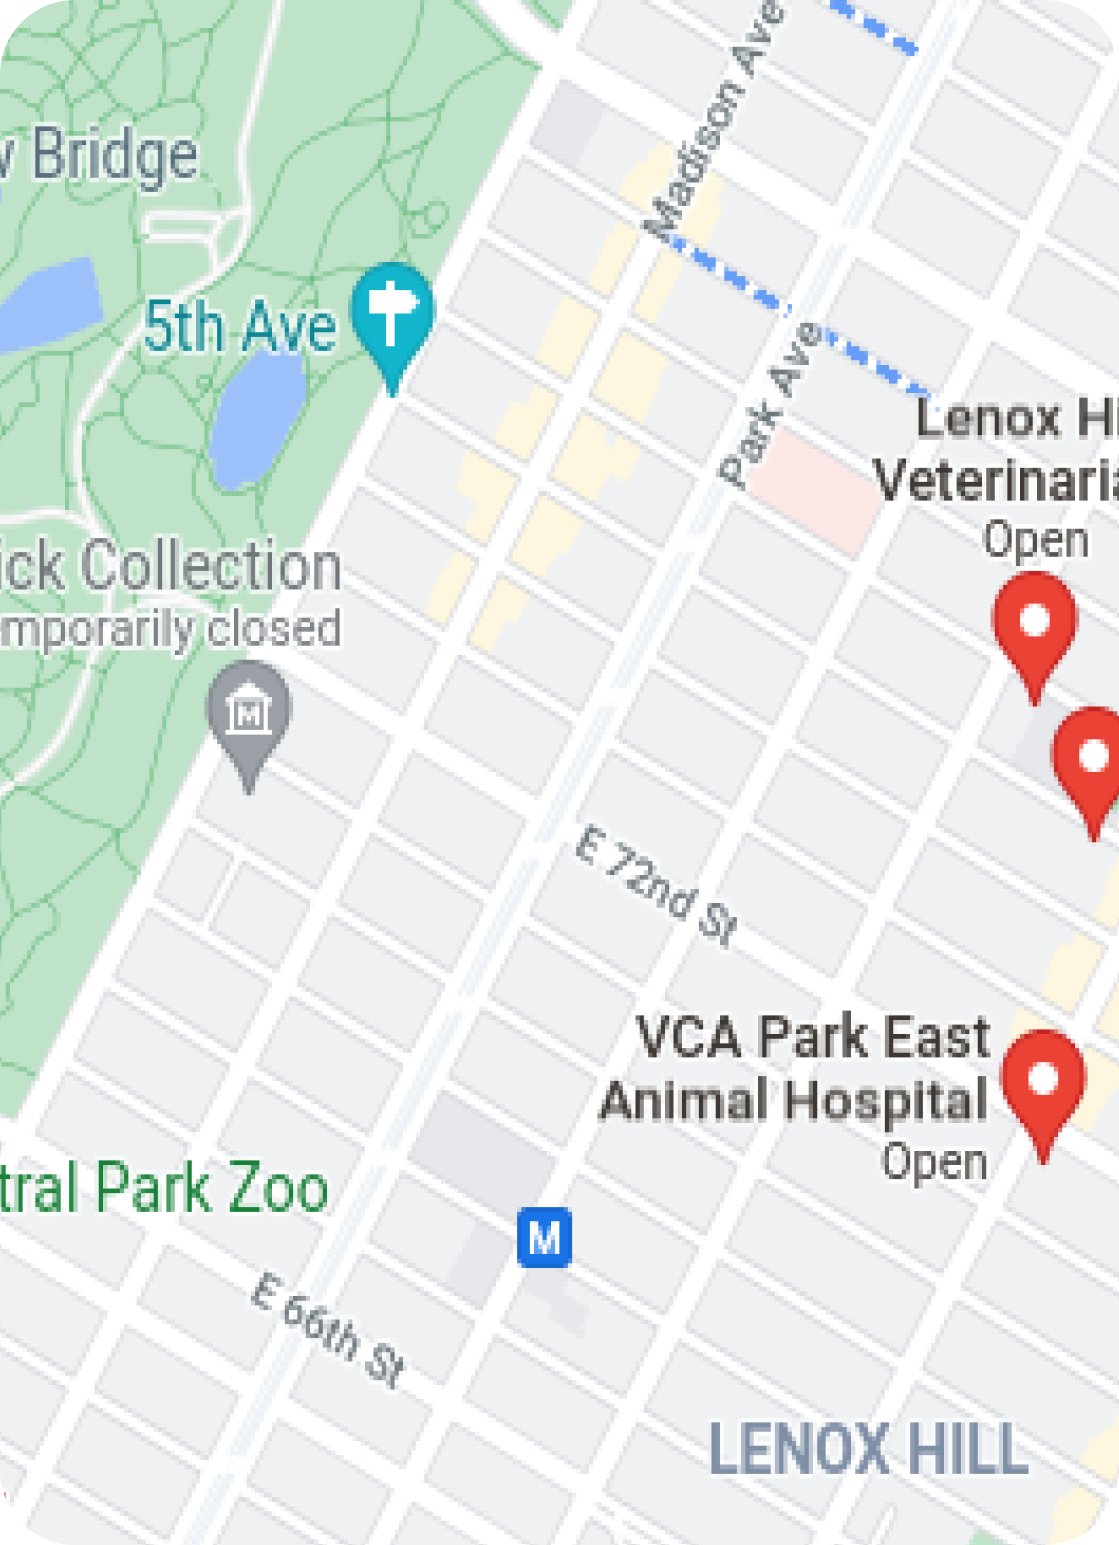 Madison Ave
w Bridge
5th Ave
Park Ave
Lenox Hi
Veterinaria
Open
ick Collection
mporarily closed
M
E 72nd St
VCA Park East
Animal Hospital
Open
tral Park Zoo
M
E 66th St
LENOX HILL